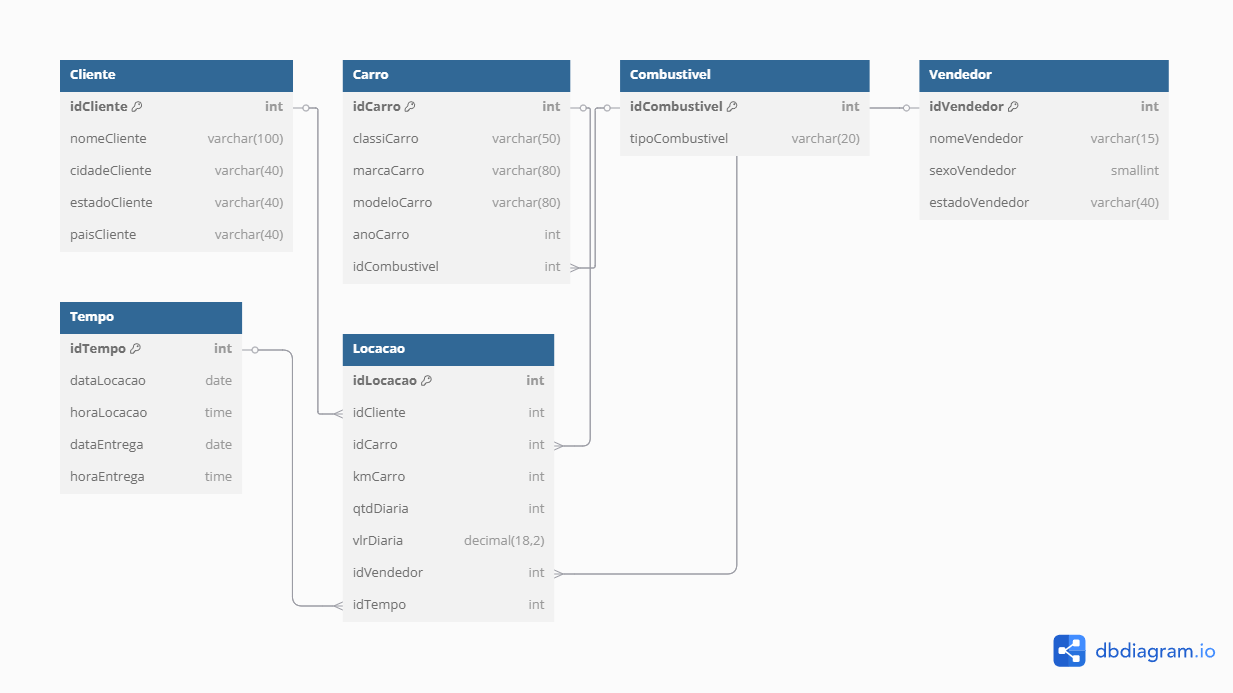 Cliente
idCliente int
nomeCliente varchar(100)
cidadeCliente varchar(40)
estadoCliente varchar(40)
paisCliente varchar(40)
Carro
idCarro int
classiCarro varchar(50)
marcaCarro varchar(80)
modeloCarro varchar(80)
anoCarro int
idCombustivel int
Combustivel
idCombustivel int
tipoCombustivel varchar(20)
Vendedor
idVendedor int
nomeVendedor varchar(15)
sexoVendedor smallint
estadoVendedor varchar(40)
Tempo
idTempo int
dataLocacao date
horaLocacao time
dataEntrega date
horaEntrega time
Locacao
idLocacao int
idCliente int
idCarro int
kmCarro int
qtdDiaria int
vlrDiaria decimal(18,2)
idVendedor int
idTempo int
dbdiagram.io